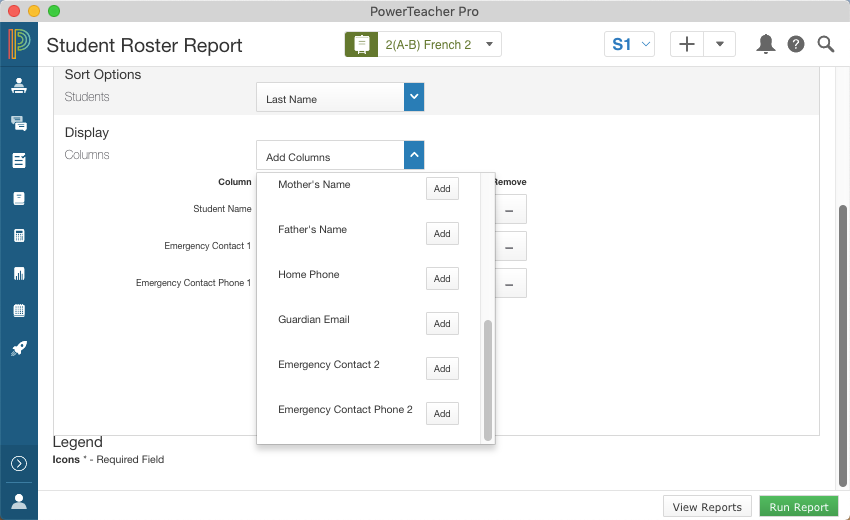 PowerTeacher Pro
Student Roster Report
2(A-B) French 2
S1
Sort Options
Students
Last Name
Display
Columns
Add Columns
Column
Remove
Student Name
Emergency Contact 1
Emergency Contact Phone 1
Mother's Name Add
Father's Name Add
Home Phone Add
Guardian Email Add
Emergency Contact 2 Add
Emergency Contact Phone 2 Add
Legend
Icons * - Required Field
View Reports
Run Report